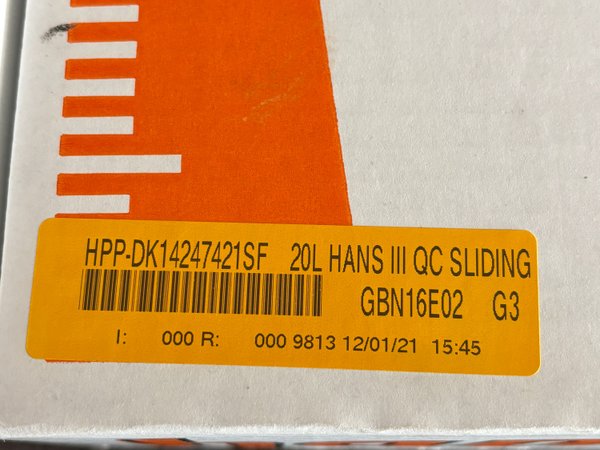 HPP-DK14247421SF 20L HANS III QC SLIDING
GBN16E02 G3
I: 000 R: 000 9813 12/01/21 15:45